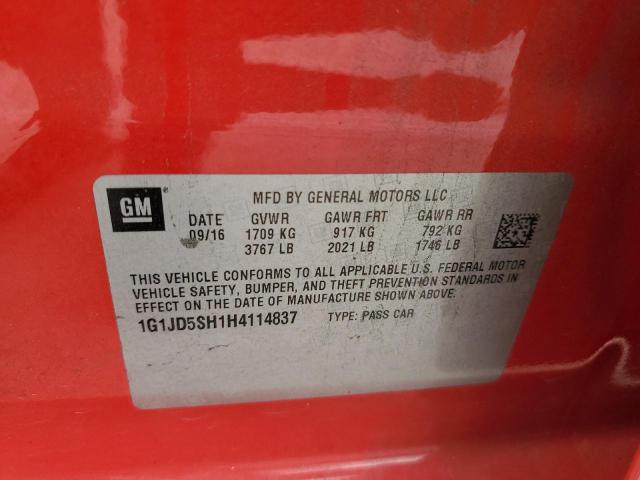 GM
MFD BY GENERAL MOTORS LLC
DATE GVWR GAWR FRT GAWR RR
09/16 1709 KG 917 KG 792 KG
3767 LB 2021 LB 1746 LB
THIS VEHICLE CONFORMS TO ALL APPLICABLE U.S. FEDERAL MOTOR
VEHICLE SAFETY, BUMPER, AND THEFT PREVENTION STANDARDS IN
EFFECT ON THE DATE OF MANUFACTURE SHOWN ABOVE.
1G1JD5SH1H4114837 TYPE: PASS CAR